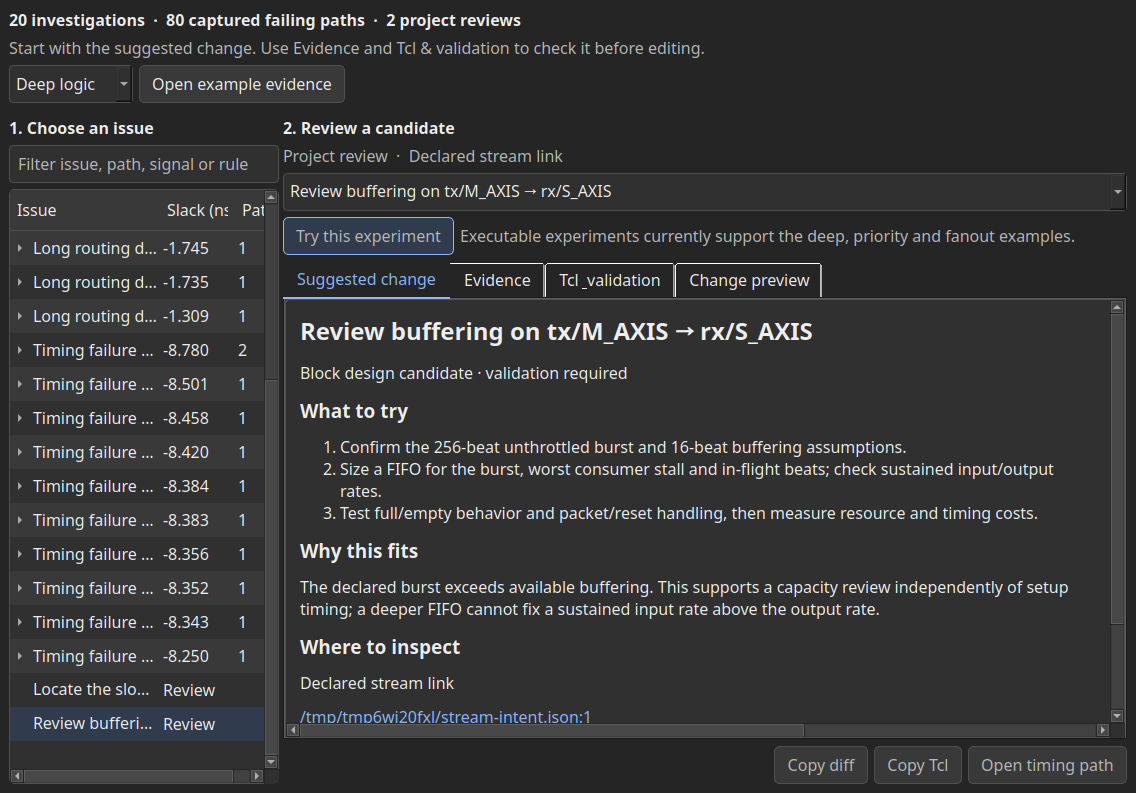 20 investigations · 80 captured failing paths · 2 project reviews
Start with the suggested change. Use Evidence and Tcl & validation to check it before editing.
Deep logic
Open example evidence
1. Choose an issue
Filter issue, path, signal or rule
Issue Slack (ns Pat
Long routing d... -1.745 1
Long routing d... -1.735 1
Long routing d... -1.309 1
Timing failure ... -8.780 2
Timing failure ... -8.501 1
Timing failure ... -8.458 1
Timing failure ... -8.420 1
Timing failure ... -8.384 1
Timing failure ... -8.383 1
Timing failure ... -8.356 1
Timing failure ... -8.352 1
Timing failure ... -8.343 1
Timing failure ... -8.250 1
Locate the slo... Review
Review bufferi... Review
2. Review a candidate
Project review · Declared stream link
Review buffering on tx/M_AXIS → rx/S_AXIS
Try this experiment
Executable experiments currently support the deep, priority and fanout examples.
Suggested change
Evidence
Tcl _validation
Change preview
Review buffering on tx/M_AXIS → rx/S_AXIS
Block design candidate · validation required
What to try
1. Confirm the 256-beat unthrottled burst and 16-beat buffering assumptions.
2. Size a FIFO for the burst, worst consumer stall and in-flight beats; check sustained input/output
rates.
3. Test full/empty behavior and packet/reset handling, then measure resource and timing costs.
Why this fits
The declared burst exceeds available buffering. This supports a capacity review independently of setup
timing; a deeper FIFO cannot fix a sustained input rate above the output rate.
Where to inspect
Declared stream link
/tmp/tmp6wi20fxl/stream-intent.json:1
Copy diff
Copy Tcl
Open timing path